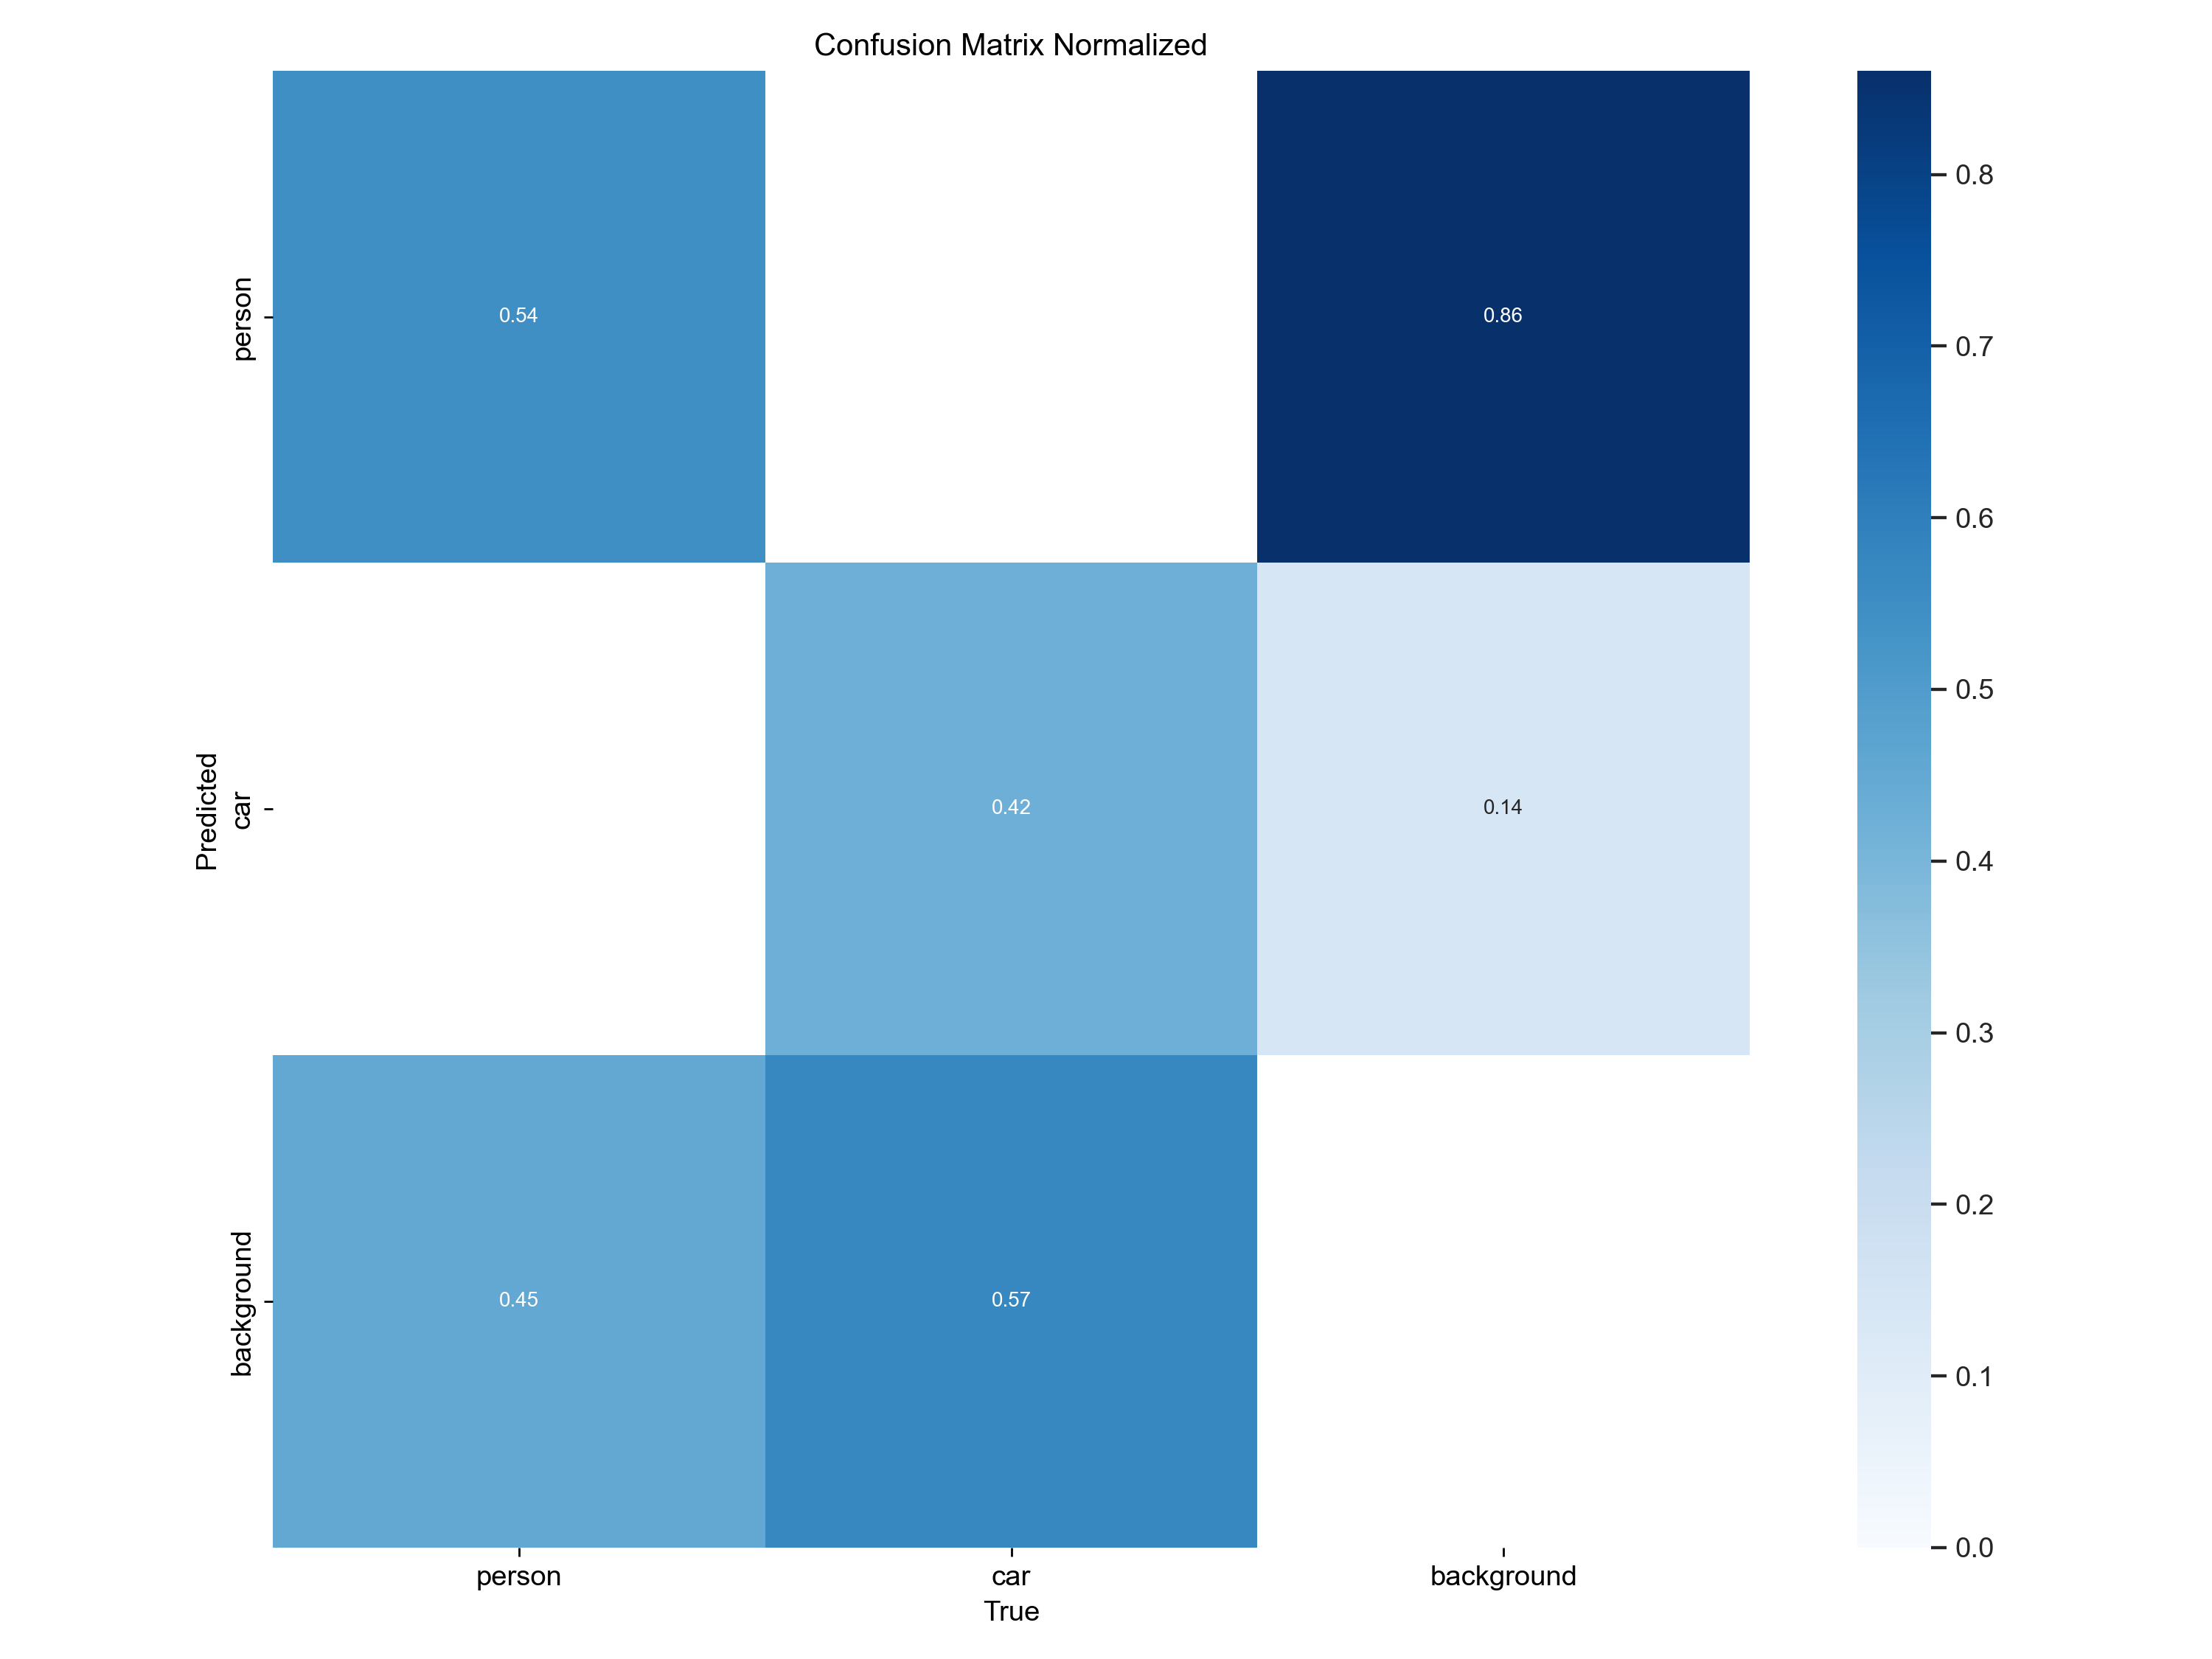 Confusion Matrix Normalized
person
car
background
Predicted
0.54
0.86
0.42
0.14
0.45
0.57
person
car
background
True
0.8
0.7
0.6
0.5
0.4
0.3
0.2
0.1
0.0